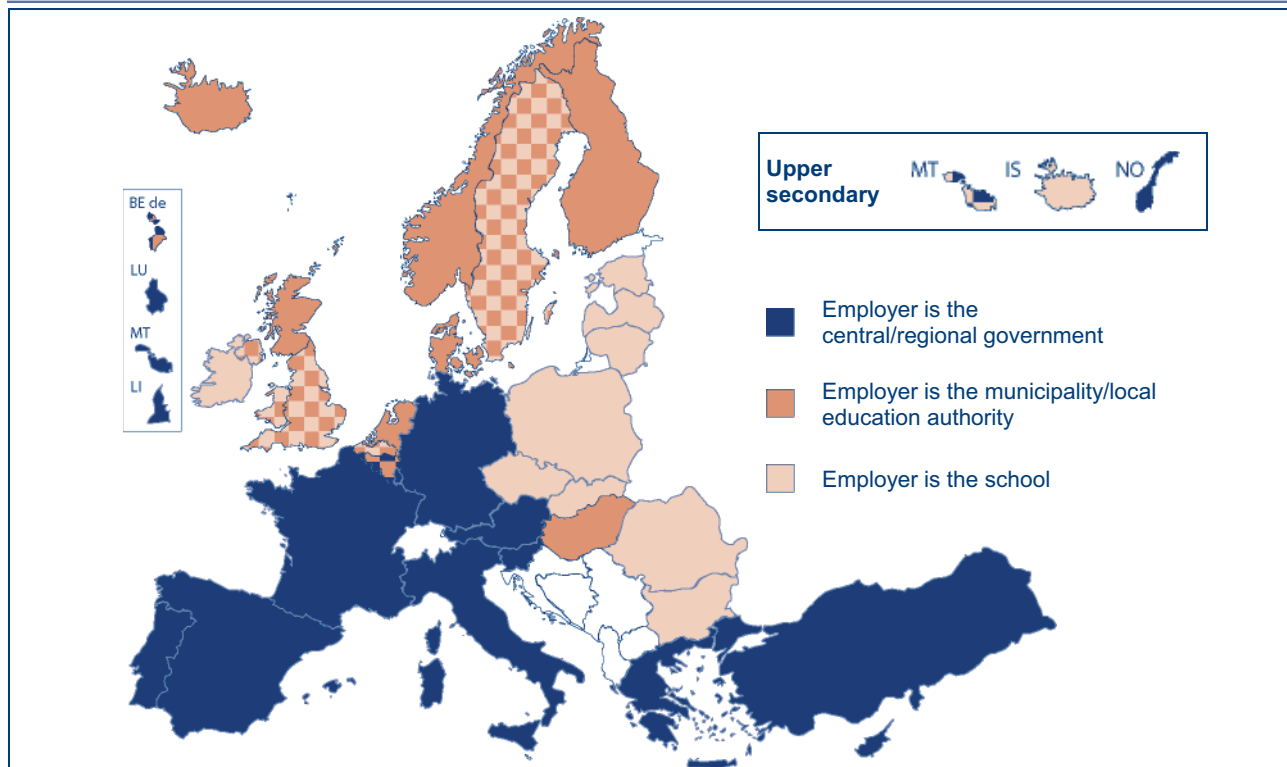 BE de
LU
MT
LI
Upper
secondary
MT
IS
NO
Employer is the
central/regional government
Employer is the municipality/local
education authority
Employer is the school